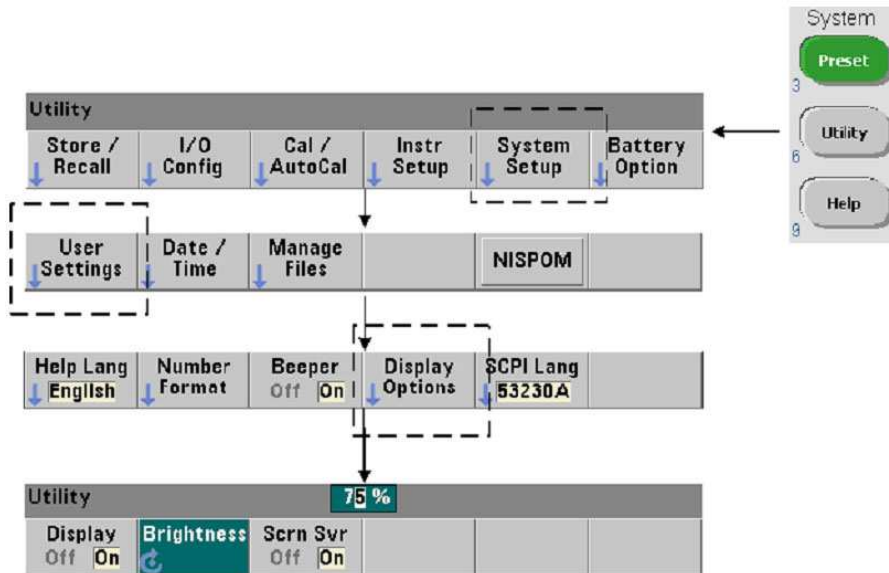 System
Preset
3
Utility
6
Help
9
Utility
Store / Recall
I/O Config
Cal / AutoCal
Instr Setup
System Setup
Battery Option
User Settings
Date / Time
Manage Files
NISPOM
Help Lang English
Number Format
Beeper Off On
Display Options
SCPI Lang 53230A
Utility 75 %
Display Off On
Brightness
Scrn Svr Off On